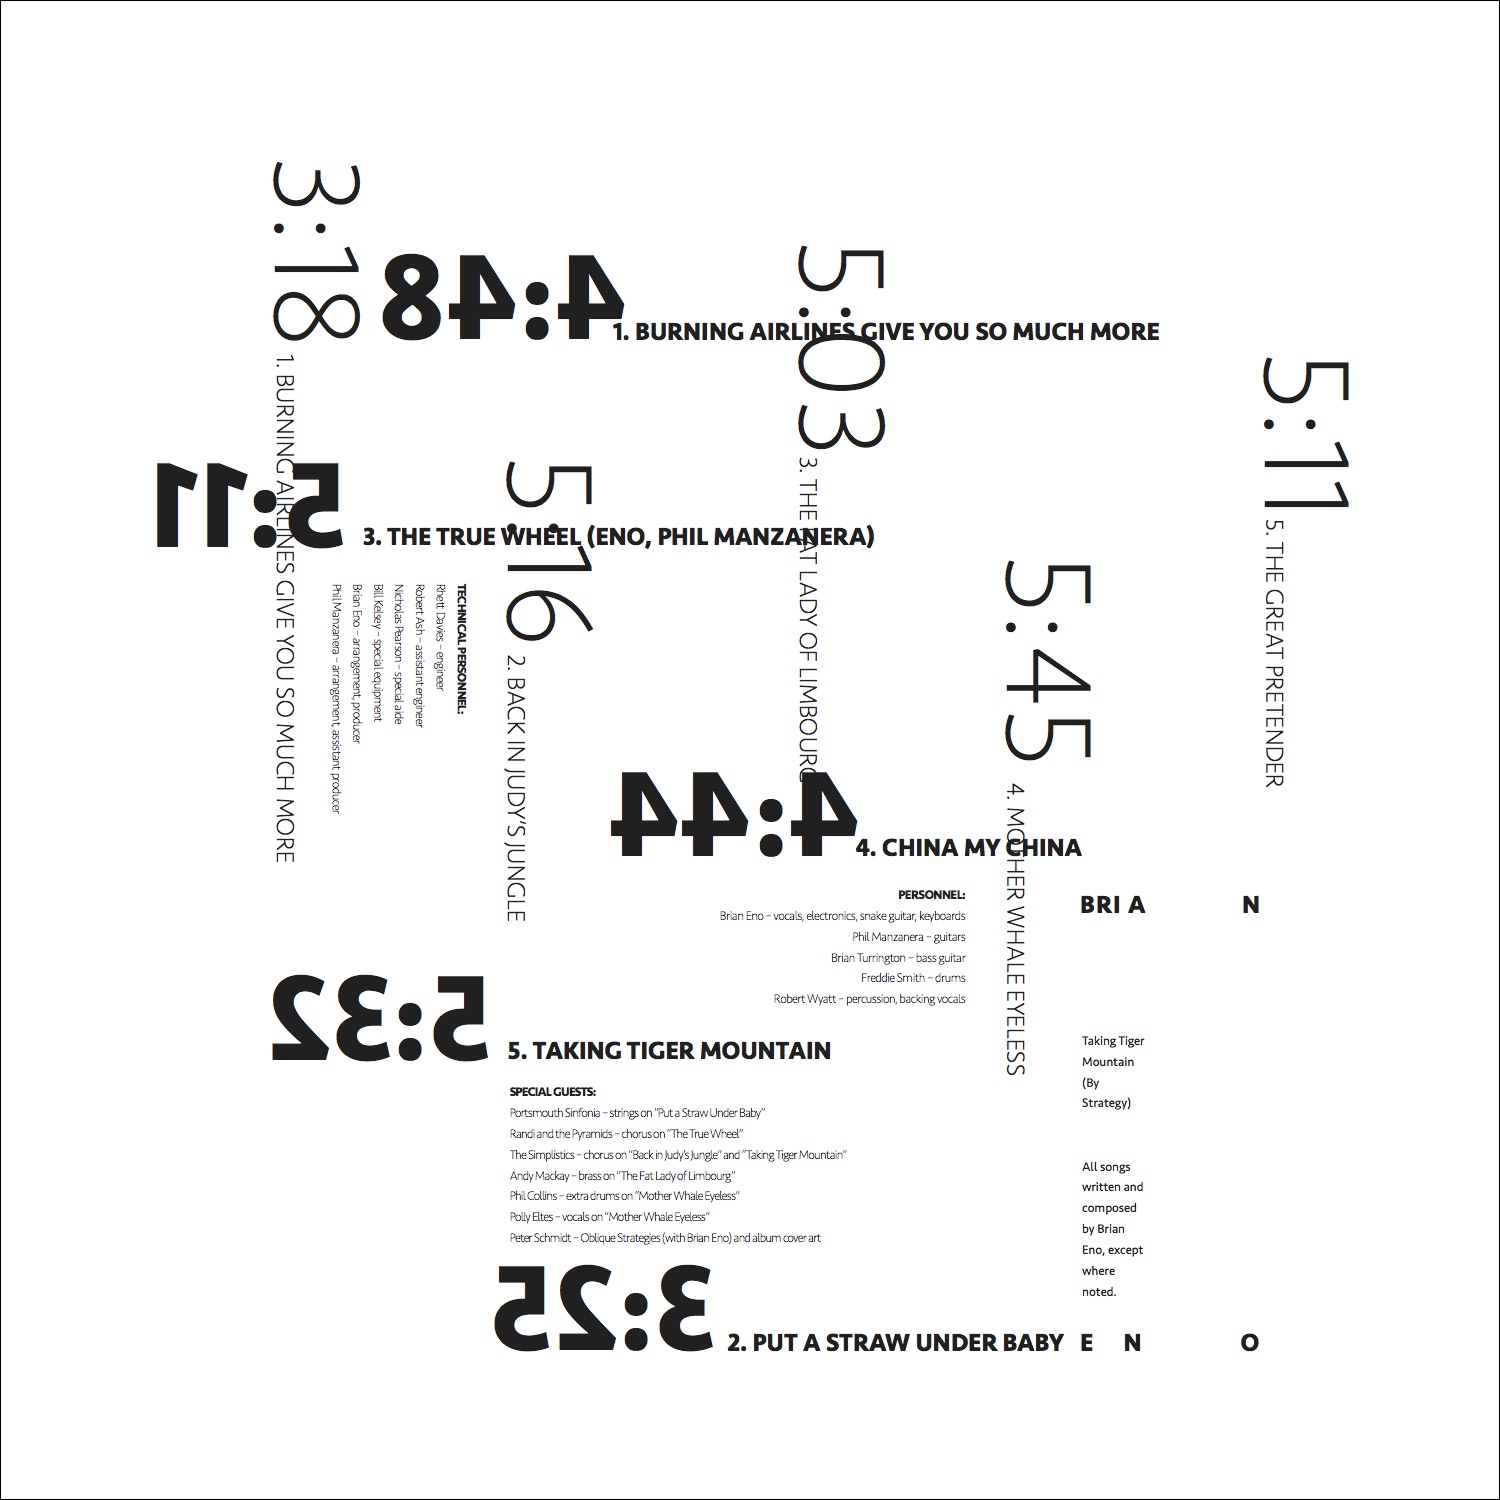 3:18
1. BURNING AIRLINES GIVE YOU SO MUCH MORE
4:48
1. BURNING AIRLINES GIVE YOU SO MUCH MORE
5:03
3. THE FAT LADY OF LIMBOURG
5:11
5. THE GREAT PRETENDER
5:11
3. THE TRUE WHEEL (ENO, PHIL MANZANERA)
5:16
2. BACK IN JUDY'S JUNGLE
TECHNICAL PERSONNEL:
Rhett Davies – engineer
Robert Ash – assistant engineer
Nicholas Pearson – special aide
Bill Kelsey – special equipment
Brian Eno – arrangement, producer
Phil Manzanera – arrangement, assistant producer
5:45
4. MOTHER WHALE EYELESS
4:44
4. CHINA MY CHINA
PERSONNEL:
Brian Eno – vocals, electronics, snake guitar, keyboards
Phil Manzanera – guitars
Brian Turrington – bass guitar
Freddie Smith – drums
Robert Wyatt – percussion, backing vocals
BRI A N
5:32
5. TAKING TIGER MOUNTAIN
SPECIAL GUESTS:
Portsmouth Sinfonia – strings on "Put a Straw Under Baby"
Randi and the Pyramids – chorus on "The True Wheel"
The Simplistics – chorus on "Back in Judy's Jungle" and "Taking Tiger Mountain"
Andy Mackay – brass on "The Fat Lady of Limbourg"
Phil Collins – extra drums on "Mother Whale Eyeless"
Polly Eltes – vocals on "Mother Whale Eyeless"
Peter Schmidt – Oblique Strategies (with Brian Eno) and album cover art
Taking Tiger
Mountain
(By
Strategy)
All songs
written and
composed
by Brian
Eno, except
where
noted.
3:25
2. PUT A STRAW UNDER BABY
E N O